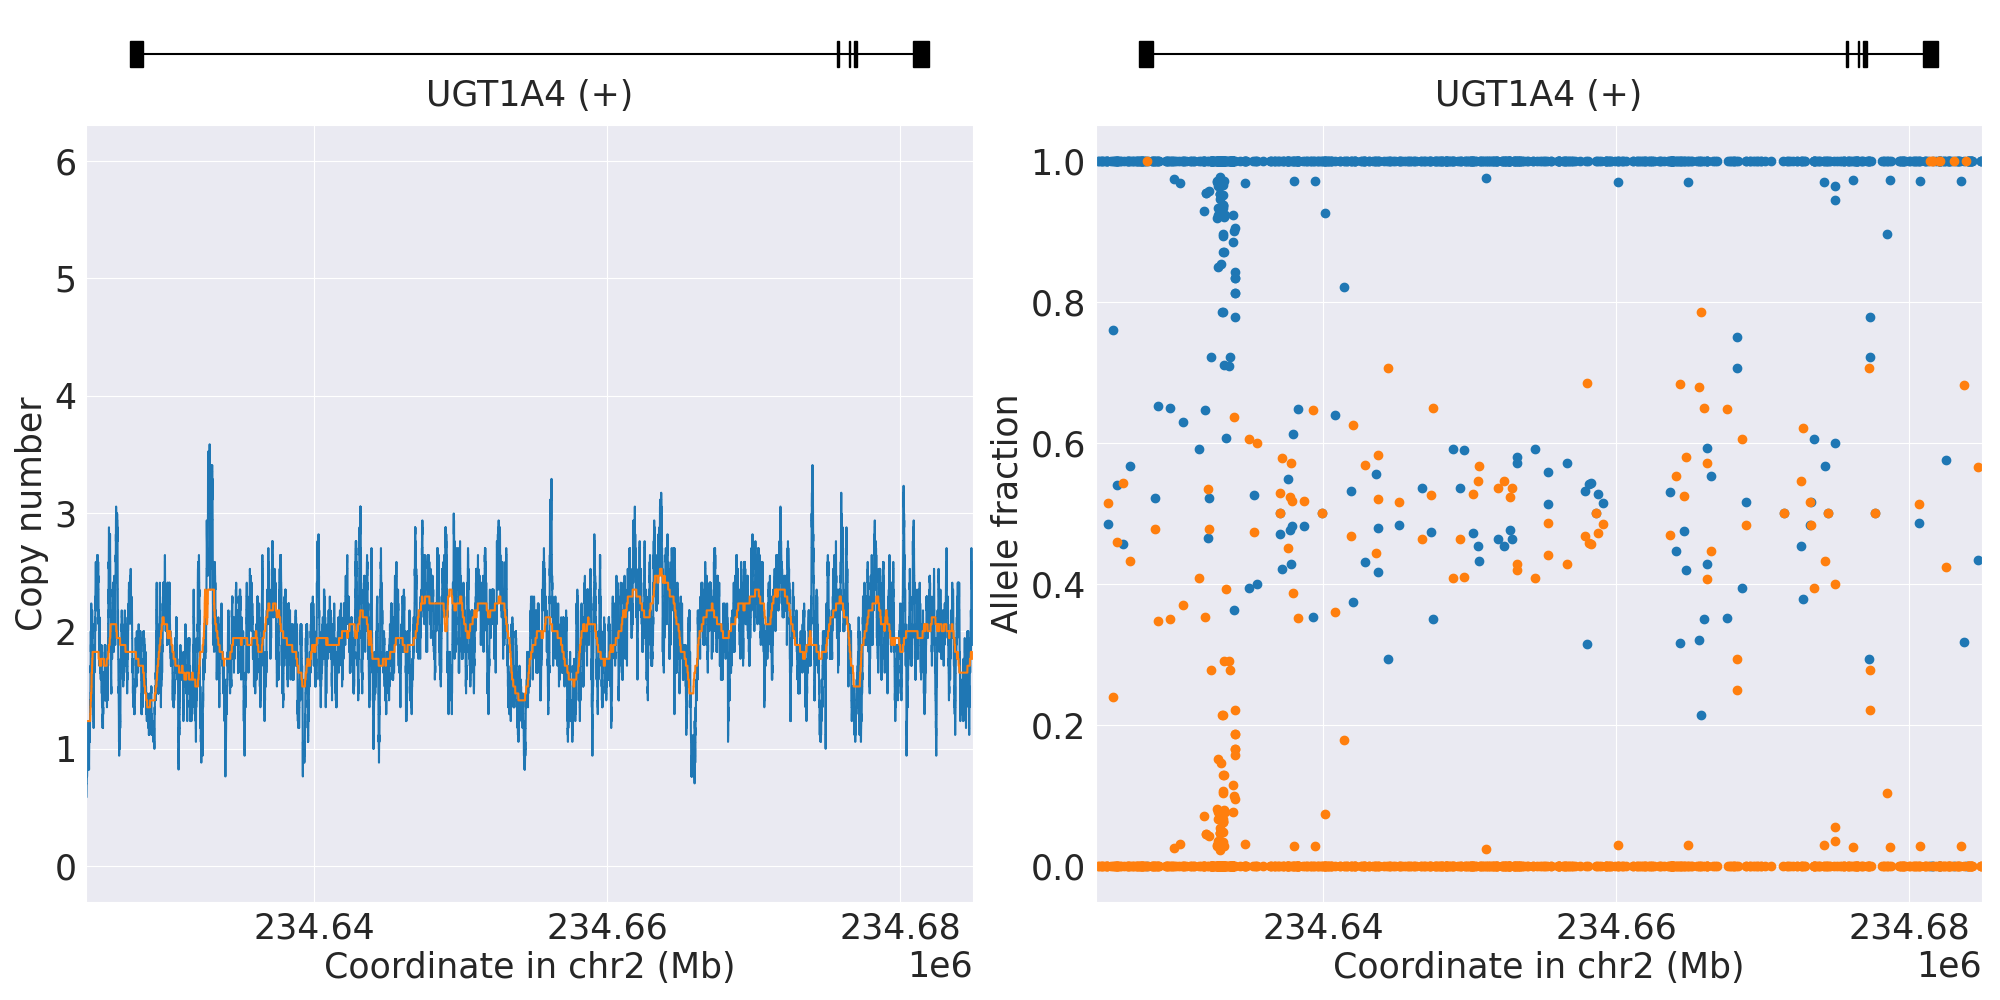 UGT1A4 (+)
6
5
4
3
2
1
0
Copy number
234.64 234.66 234.68
Coordinate in chr2 (Mb)
1e6
UGT1A4 (+)
1.0
0.8
0.6
0.4
0.2
0.0
Allele fraction
234.64 234.66 234.68
Coordinate in chr2 (Mb)
1e6